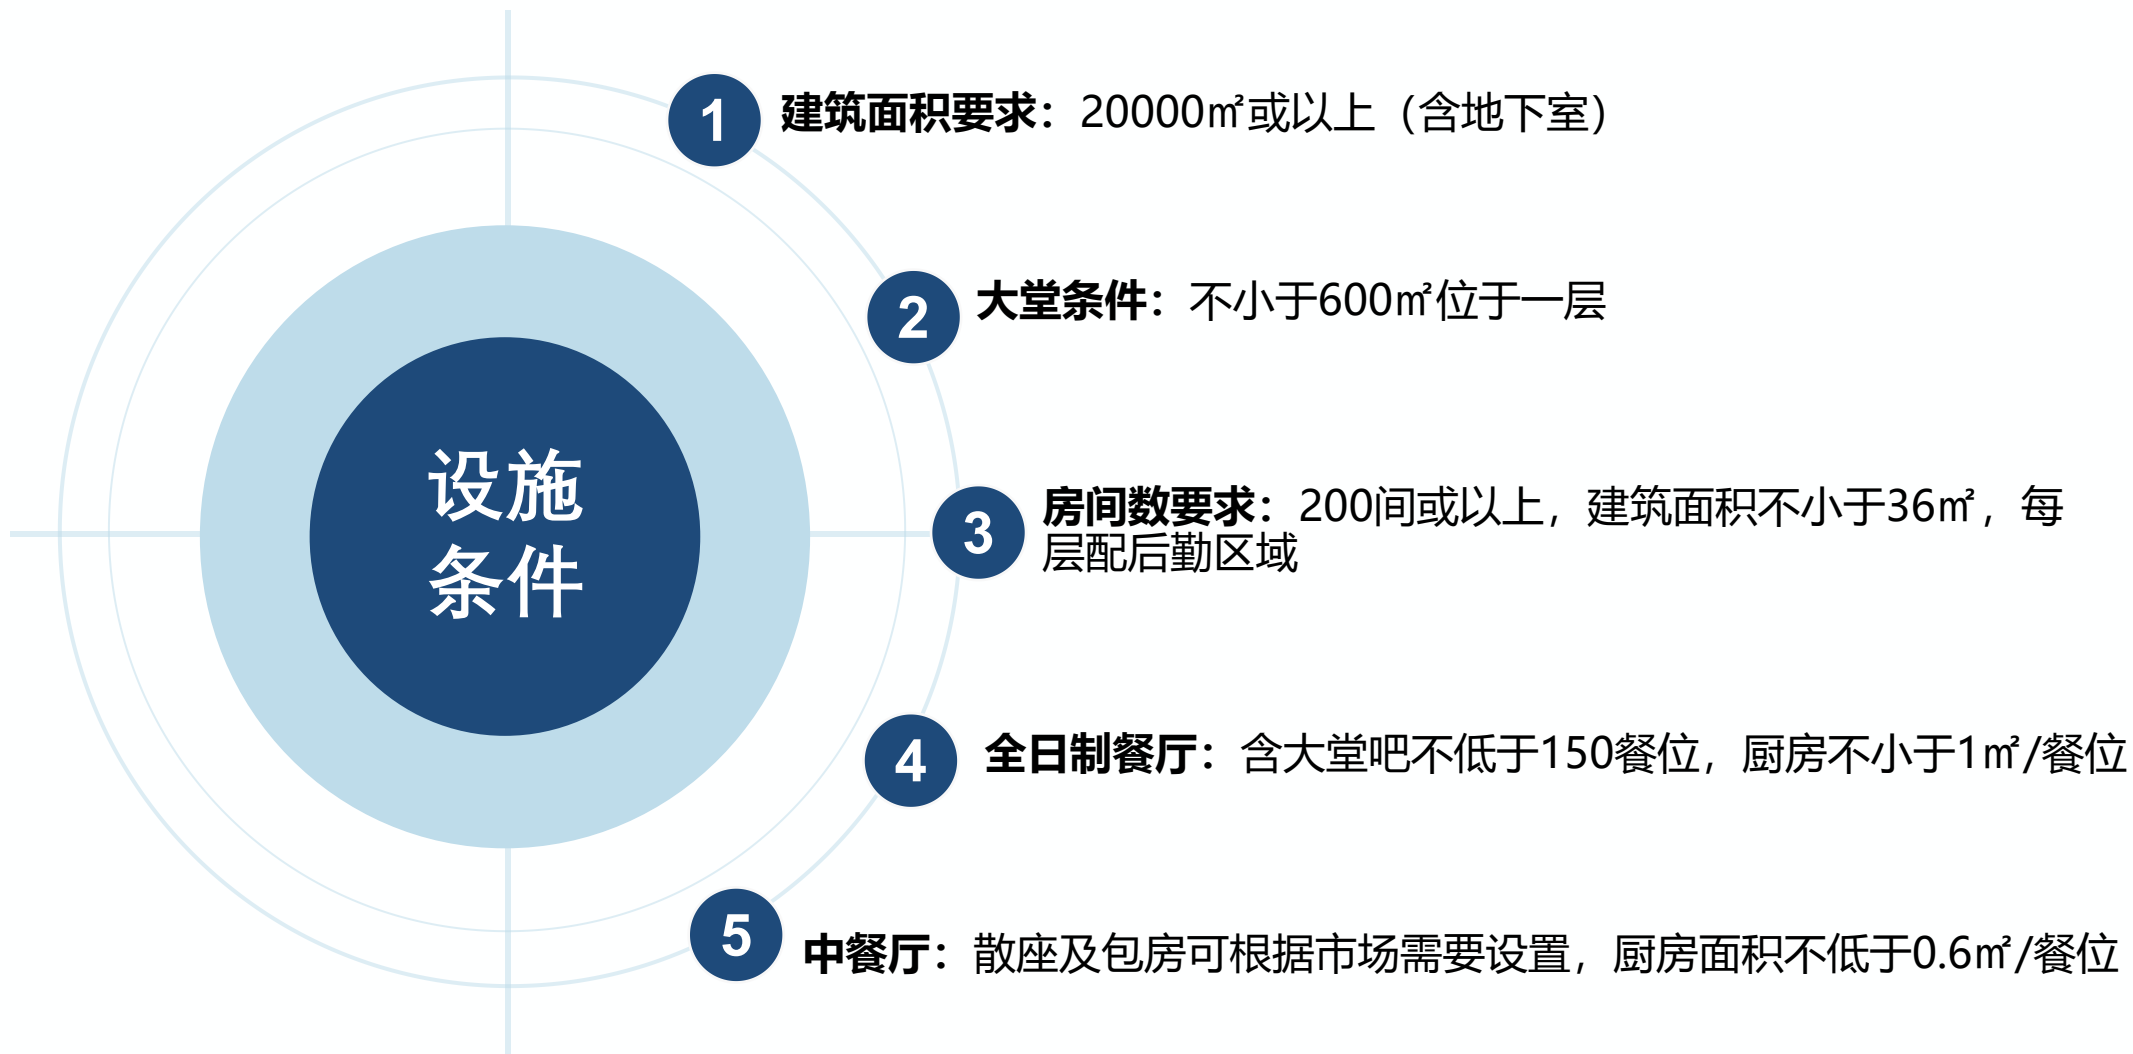 设施
条件
1
建筑面积要求：20000㎡或以上（含地下室）
2
大堂条件：不小于600㎡位于一层
3
房间数要求：200间或以上，建筑面积不小于36㎡，每
层配后勤区域
4
全日制餐厅：含大堂吧不低于150餐位，厨房不小于1㎡/餐位
5
中餐厅：散座及包房可根据市场需要设置，厨房面积不低于0.6㎡/餐位